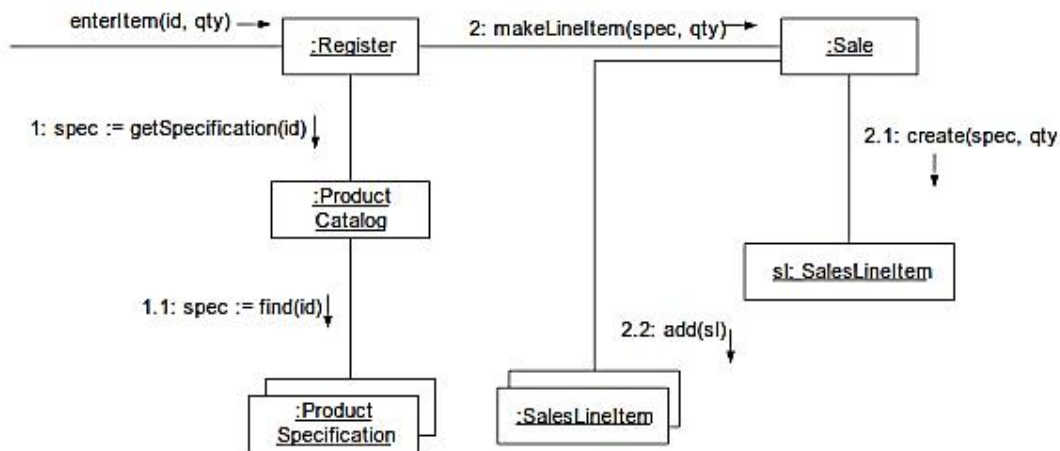 enterItem(id, qty)
:Register
2: makeLineItem(spec, qty)
:Sale
1: spec := getSpecification(id)
2.1: create(spec, qty
:Product
Catalog
sl: SalesLineItem
1.1: spec := find(id)
2.2: add(sl)
:Product
Specification
:SalesLineItem